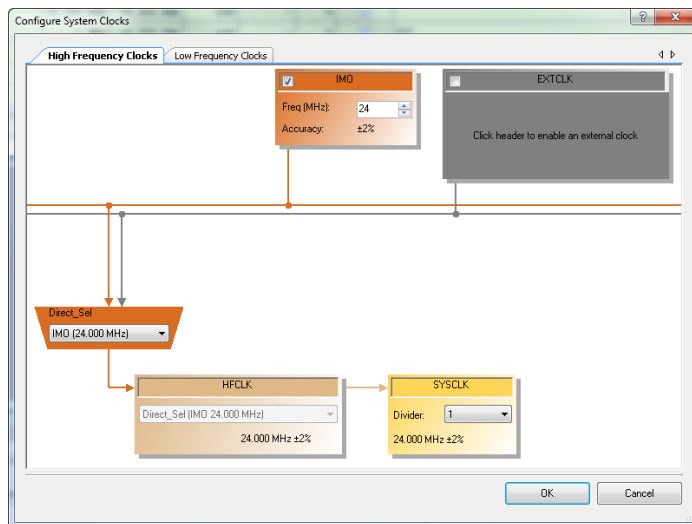 Configure System Clocks
High Frequency Clocks
Low Frequency Clocks
IMO
Freq (MHz):
24
Accuracy:
±2%
EXTCLK
Click header to enable an external clock
Direct_Sel
IMO (24.000 MHz)
HFCLK
Direct_Sel (IMO 24.000 MHz)
24.000 MHz ±2%
SYSCLK
Divider:
1
24.000 MHz ±2%
OK
Cancel